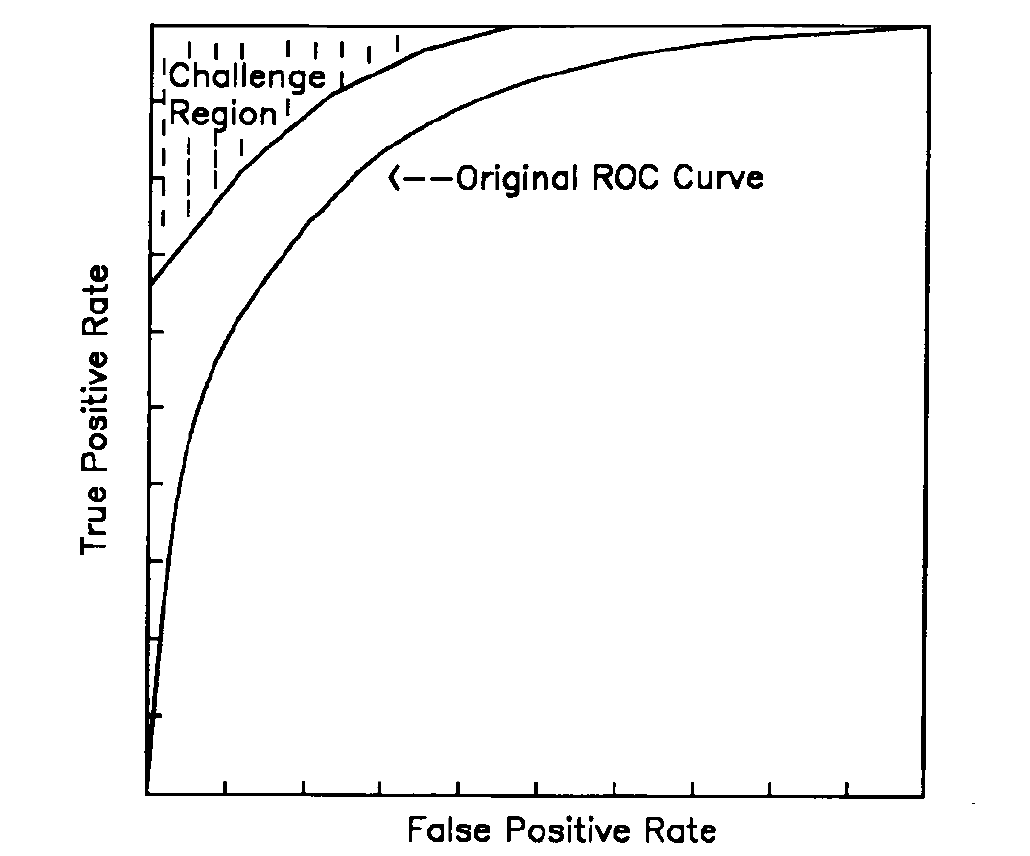 Challenge
Region
<--Original ROC Curve
True Positive Rate
False Positive Rate